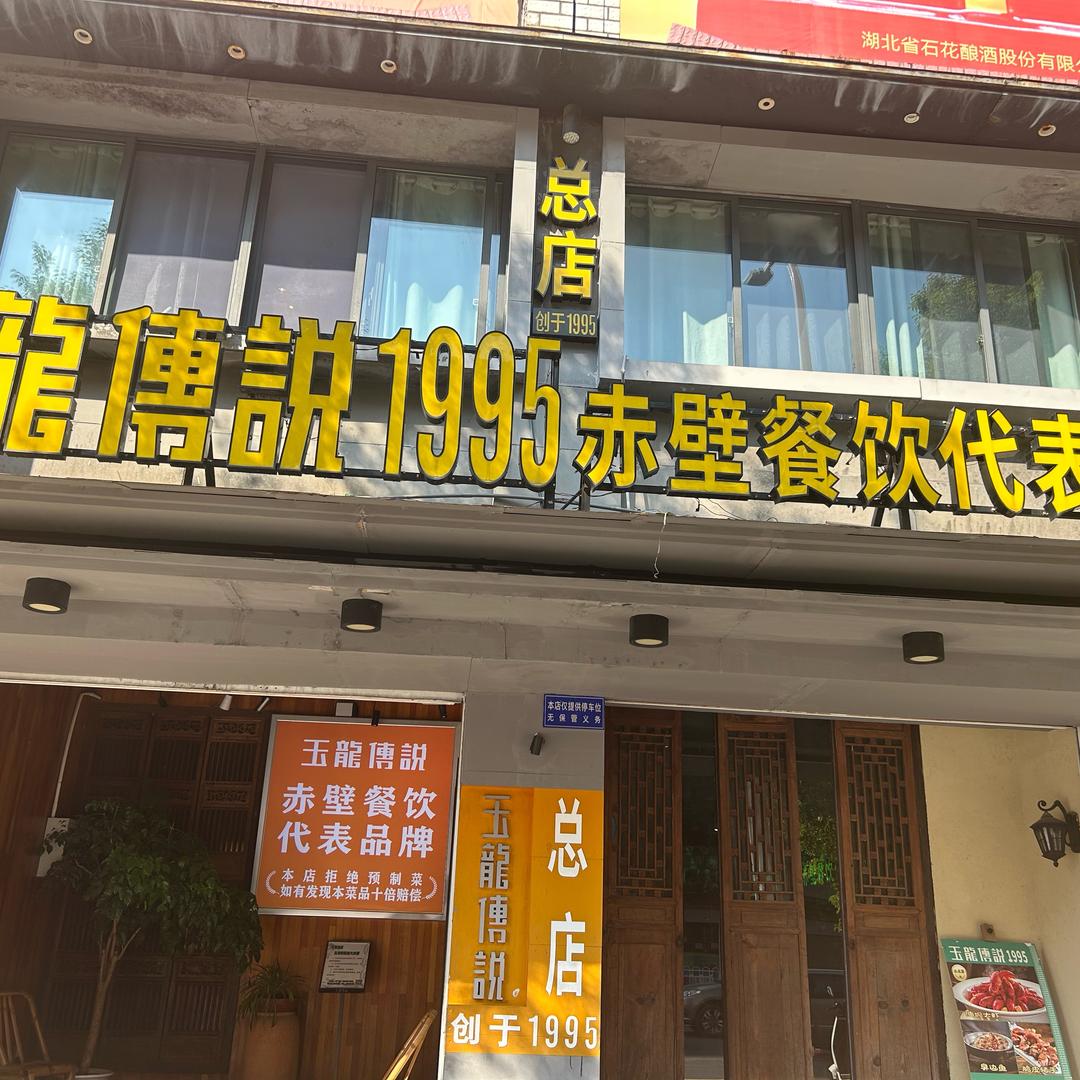 湖北省石花酿酒股份有限
总店
创于1995
龍傳説1995赤壁餐饮代表
本店仅提供停车位
无保管义务
玉龍傳説
赤壁餐饮
代表品牌
本店拒绝预制菜
如有发现本菜品十倍赔偿
玉龍傳説
总店
创于1995
玉龍傳説1995